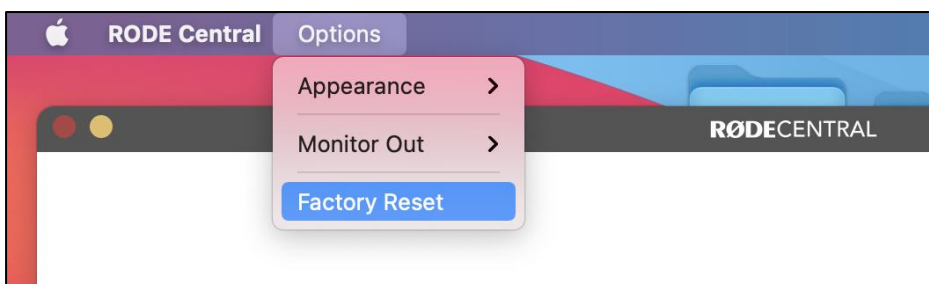 RODE Central Options
Appearance
RØDECENTRAL
Monitor Out
Factory Reset